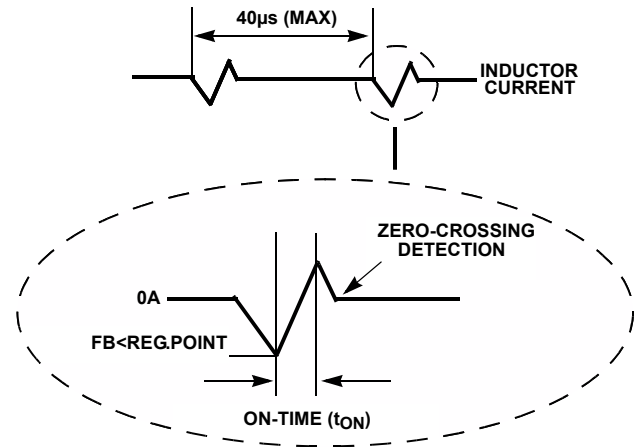 40µs (MAX)
INDUCTOR
CURRENT
ZERO-CROSSING
DETECTION
0A
FB<REG.POINT
ON-TIME (tON)